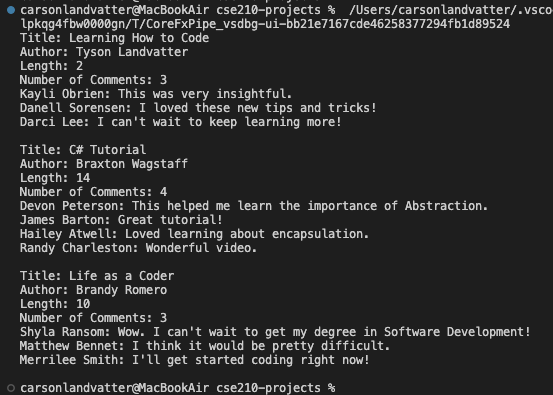 carsonlandvatter@MacBookAir cse210-projects %  /Users/carsonlandvatter/.vsco
lpkqg4fbw0000gn/T/CoreFxPipe_vsdbg-ui-bb21e7167cde46258377294fb1d89524
Title: Learning How to Code
Author: Tyson Landvatter
Length: 2
Number of Comments: 3
Kayli Obrien: This was very insightful.
Danell Sorensen: I loved these new tips and tricks!
Darci Lee: I can't wait to keep learning more!

Title: C# Tutorial
Author: Braxton Wagstaff
Length: 14
Number of Comments: 4
Devon Peterson: This helped me learn the importance of Abstraction.
James Barton: Great tutorial!
Hailey Atwell: Loved learning about encapsulation.
Randy Charleston: Wonderful video.

Title: Life as a Coder
Author: Brandy Romero
Length: 10
Number of Comments: 3
Shyla Ransom: Wow. I can't wait to get my degree in Software Development!
Matthew Bennet: I think it would be pretty difficult.
Merrilee Smith: I'll get started coding right now!

carsonlandvatter@MacBookAir cse210-projects %